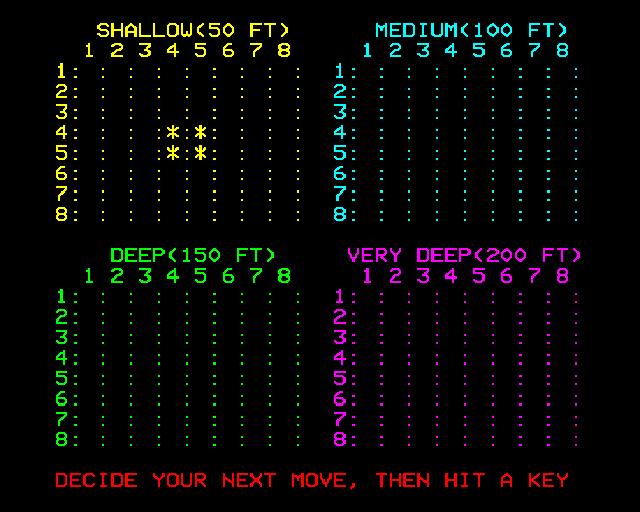 SHALLOW(50 FT)
1 2 3 4 5 6 7 8
1: : : : : : : : :
2: : : : : : : : :
3: : : : : : : : :
4: : : :*:*: : : :
5: : : :*:*: : : :
6: : : : : : : : :
7: : : : : : : : :
8: : : : : : : : :
MEDIUM(100 FT)
1 2 3 4 5 6 7 8
1: : : : : : : : :
2: : : : : : : : :
3: : : : : : : : :
4: : : : : : : : :
5: : : : : : : : :
6: : : : : : : : :
7: : : : : : : : :
8: : : : : : : : :
DEEP(150 FT)
1 2 3 4 5 6 7 8
1: : : : : : : : :
2: : : : : : : : :
3: : : : : : : : :
4: : : : : : : : :
5: : : : : : : : :
6: : : : : : : : :
7: : : : : : : : :
8: : : : : : : : :
VERY DEEP(200 FT)
1 2 3 4 5 6 7 8
1: : : : : : : : :
2: : : : : : : : :
3: : : : : : : : :
4: : : : : : : : :
5: : : : : : : : :
6: : : : : : : : :
7: : : : : : : : :
8: : : : : : : : :
DECIDE YOUR NEXT MOVE, THEN HIT A KEY